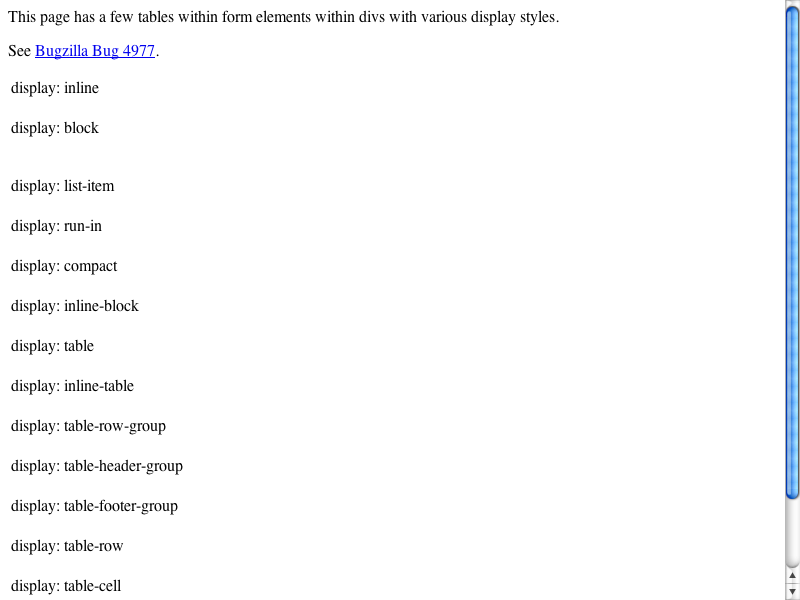 This page has a few tables within form elements within divs with various display styles.
See Bugzilla Bug 4977.
display: inline
display: block
display: list-item
display: run-in
display: compact
display: inline-block
display: table
display: inline-table
display: table-row-group
display: table-header-group
display: table-footer-group
display: table-row
display: table-cell